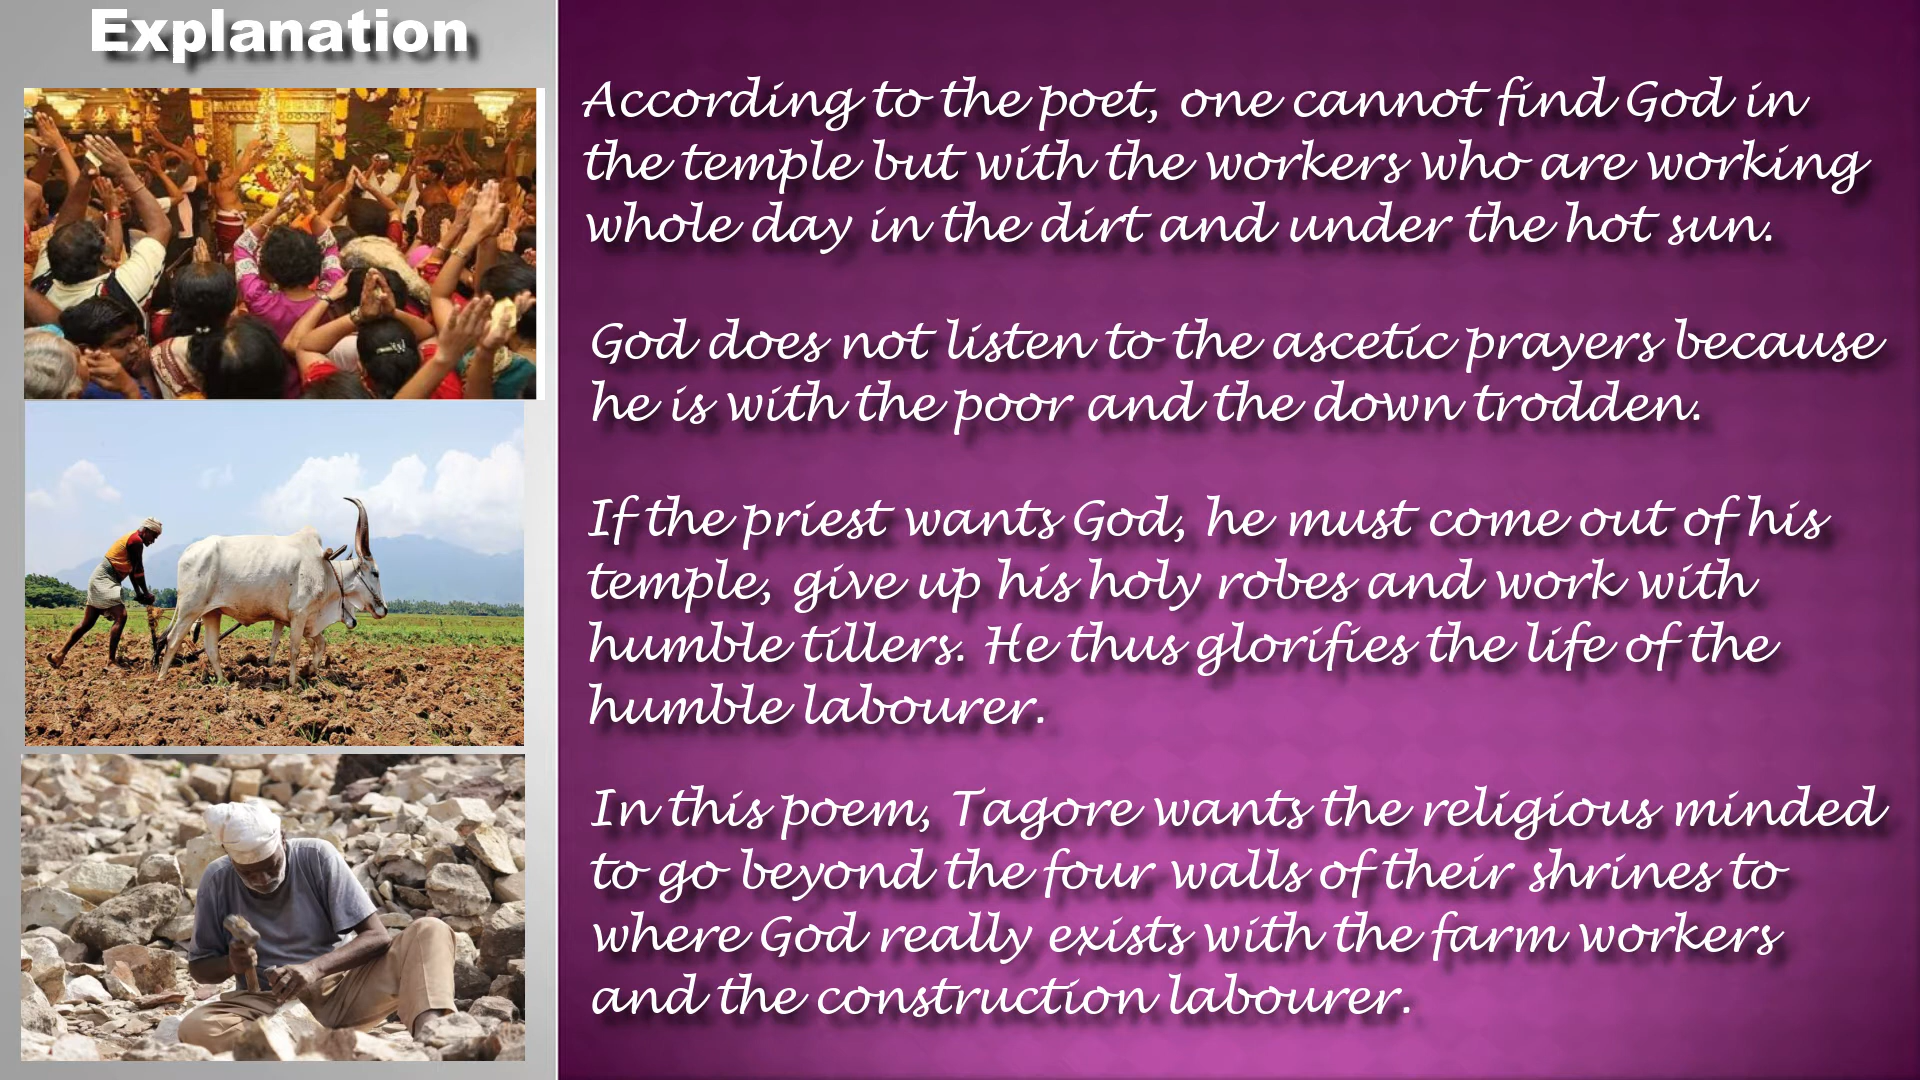 Explanation
According to the poet, one cannot find God in
the temple but with the workers who are working
whole day in the dirt and under the hot sun.
God does not listen to the ascetic prayers because
he is with the poor and the down trodden.
If the priest wants God, he must come out of his
temple, give up his holy robes and work with
humble tillers. He thus glorifies the life of the
humble labourer.
In this poem, Tagore wants the religious minded
to go beyond the four walls of their shrines to
where God really exists with the farm workers
and the construction labourer.